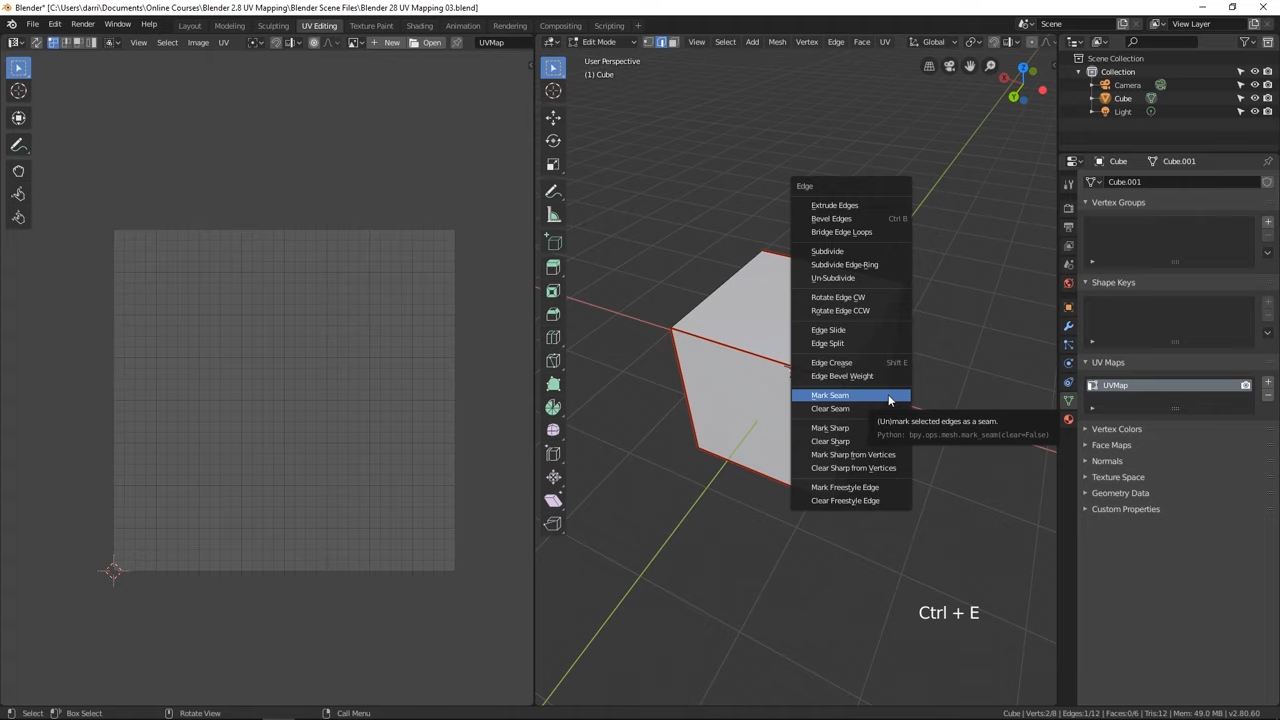 Blender* [C:\Users\darri\Documents\Online Courses\Blender 2.8 UV Mapping\Blender Scene Files\Blender 28 UV Mapping 03.blend]
File Edit Render Window Help Layout Modeling Sculpting UV Editing Texture Paint Shading Animation Rendering Compositing Scripting + Scene View Layer
View Select Image UV New Open UVMap
Edit Mode View Select Add Mesh Vertex Edge Face UV Global
User Perspective
(1) Cube
Z
X
Y
Scene Collection
Collection
Camera
Cube
Light
Cube Cube.001
Cube.001
Vertex Groups
Shape Keys
UV Maps
UVMap
Vertex Colors
Face Maps
Normals
Texture Space
Geometry Data
Custom Properties
Edge
Extrude Edges
Bevel Edges Ctrl B
Bridge Edge Loops
Subdivide
Subdivide Edge-Ring
Un-Subdivide
Rotate Edge CW
Rotate Edge CCW
Edge Slide
Edge Split
Edge Crease Shift E
Edge Bevel Weight
Mark Seam
Clear Seam
Mark Sharp
Clear Sharp
Mark Sharp from Vertices
Clear Sharp from Vertices
Mark Freestyle Edge
Clear Freestyle Edge
(Un)mark selected edges as a seam.
Python: bpy.ops.mesh.mark_seam(clear=False)
Ctrl + E
Select Box Select Rotate View Call Menu Cube | Verts:2/8 | Edges:1/12 | Faces:0/6 | Tris:12 | Mem: 49.0 MB | v2.80.60